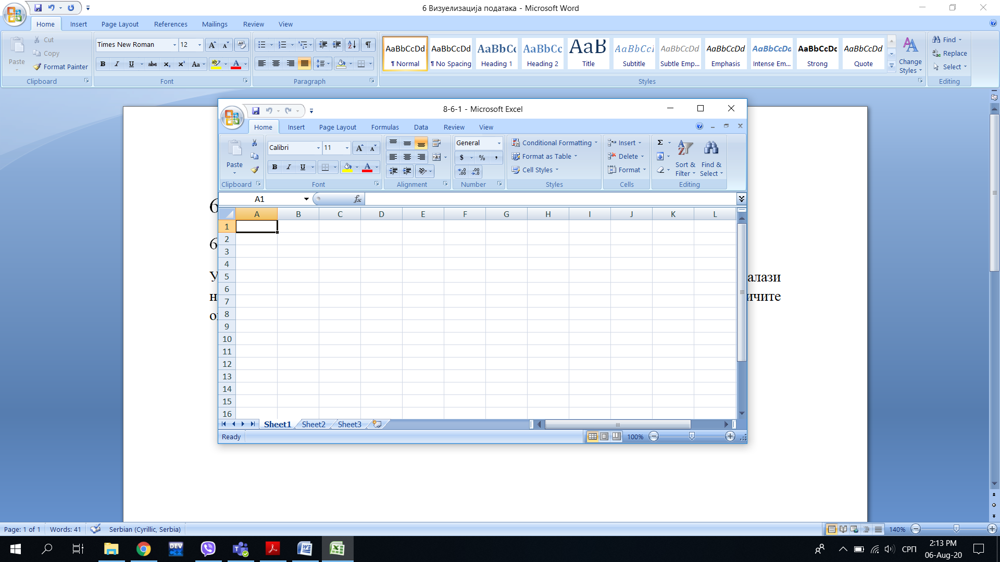 6 Визуелизација података - Microsoft Word
Home Insert Page Layout References Mailings Review View
Paste Cut Copy Format Painter
Clipboard
Times New Roman 12
Font
Paragraph
AaBbCcDd AaBbCcDd AaBbCc AaBbCc AaB AaBbCcI AaBbCcDd AaBbCcDd AaBbCcDd AaBbCcDc AaBbCcDd
¶ Normal ¶ No Spacing Heading 1 Heading 2 Title Subtitle Subtle Emp... Emphasis Intense Em... Strong Quote
Change Styles
Styles
Find
Replace
Select
Editing
8-6-1 - Microsoft Excel
Home Insert Page Layout Formulas Data Review View
Paste
Clipboard
Calibri 11
B I U
Font
Alignment
General
$ % ,
Number
Conditional Formatting
Format as Table
Cell Styles
Styles
Insert
Delete
Format
Cells
Σ
Sort & Filter
Find & Select
Editing
A1 fx
A B C D E F G H I J K L
1
2
3
4
5
6
7
8
9
10
11
12
13
14
15
16
Sheet1 Sheet2 Sheet3
Ready 100%
6
6
У алази
н ичите
Page: 1 of 1 Words: 41 Serbian (Cyrillic, Serbia) 140%
DEV C++
СРП
2:13 PM
06-Aug-20